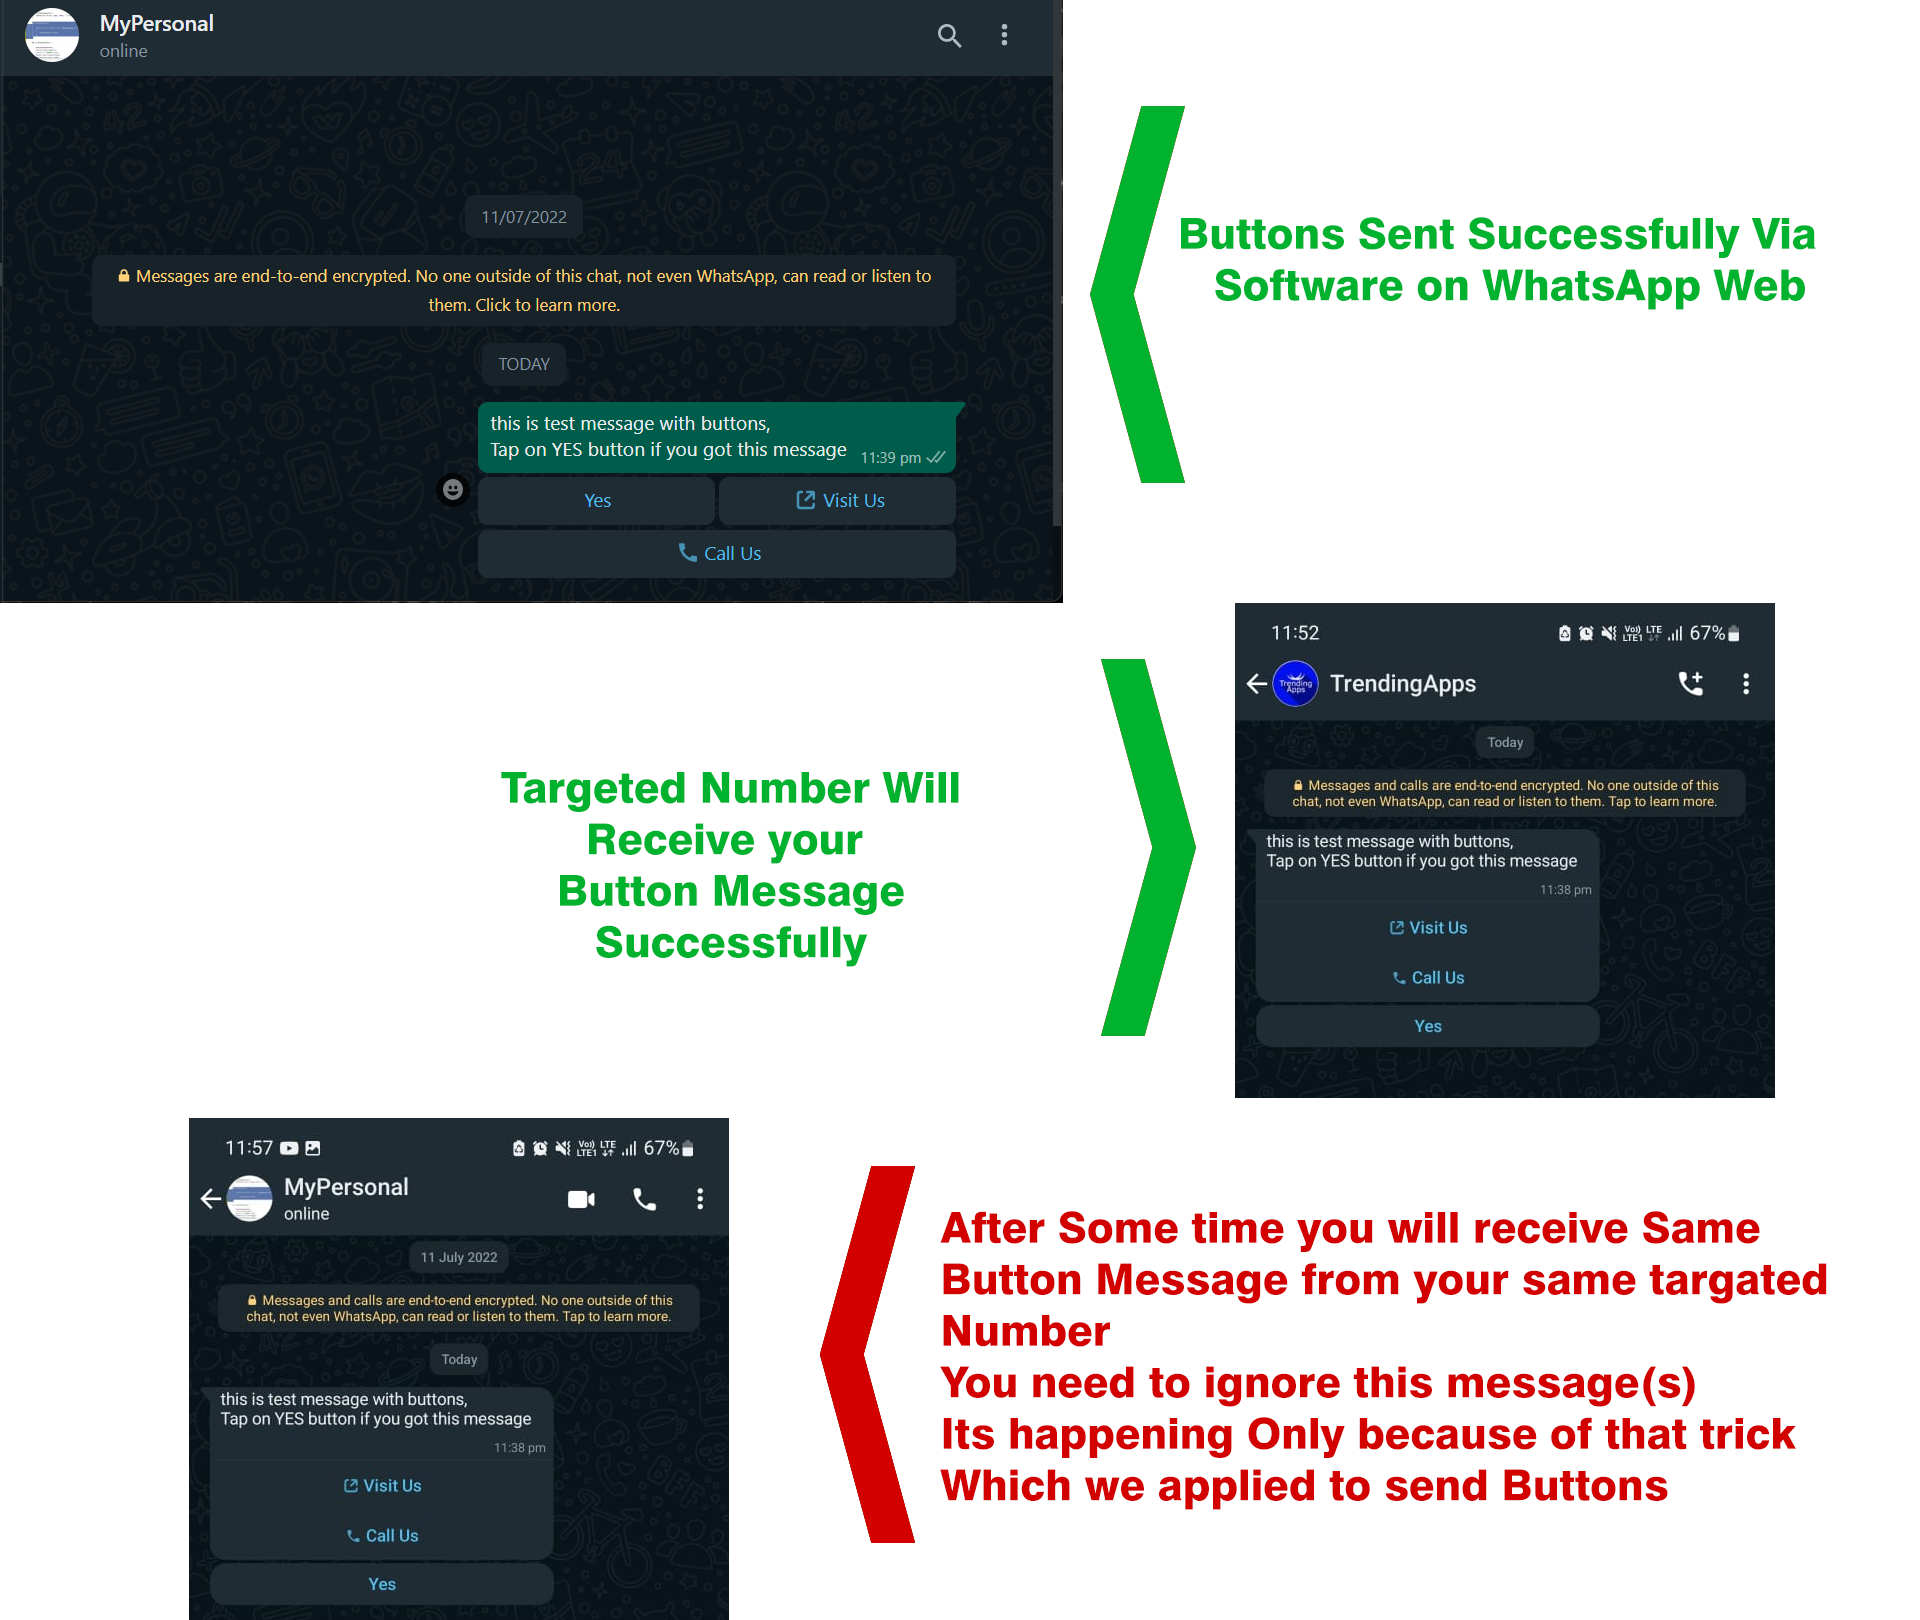 MyPersonal
online
11/07/2022
Messages are end-to-end encrypted. No one outside of this chat, not even WhatsApp, can read or listen to
them. Click to learn more.
TODAY
this is test message with buttons,
Tap on YES button if you got this message 11:39 pm
Yes
Visit Us
Call Us
Buttons Sent Successfully Via
Software on WhatsApp Web
Targeted Number Will
Receive your
Button Message
Successfully
11:52
Vo)) LTE
LTE1
67%
Trending
Apps
TrendingApps
Today
Messages and calls are end-to-end encrypted. No one outside of this
chat, not even WhatsApp, can read or listen to them. Tap to learn more.
this is test message with buttons,
Tap on YES button if you got this message
11:38 pm
Visit Us
Call Us
Yes
11:57
Vo)) LTE
LTE1
67%
MyPersonal
online
11 July 2022
Messages and calls are end-to-end encrypted. No one outside of this
chat, not even WhatsApp, can read or listen to them. Tap to learn more.
Today
this is test message with buttons,
Tap on YES button if you got this message
11:38 pm
Visit Us
Call Us
Yes
After Some time you will receive Same
Button Message from your same targated
Number
You need to ignore this message(s)
Its happening Only because of that trick
Which we applied to send Buttons